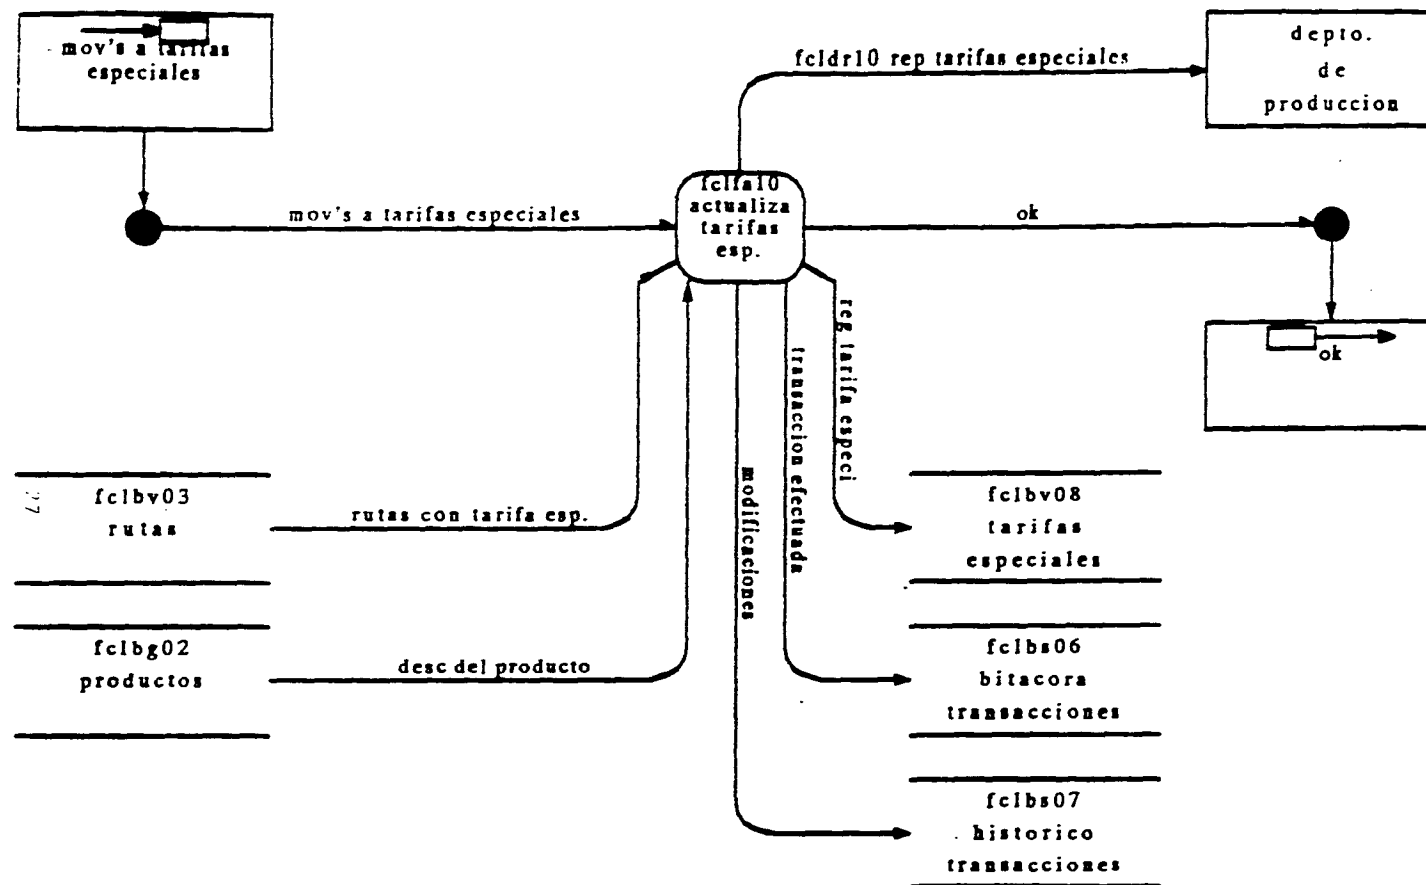 mov's a tarifas
especiales
fcldr10 rep tarifas especiales
depto.
de
produccion
mov's a tarifas especiales
fclfa10
actualiza
tarifas
esp.
ok
ok
reg tarifa especi
transaccion efectuada
modificaciones
fclbv03
rutas
rutas con tarifa esp.
fclbg02
productos
desc del producto
fclbv08
tarifas
especiales
fclbs06
bitacora
transacciones
fclbs07
historico
transacciones